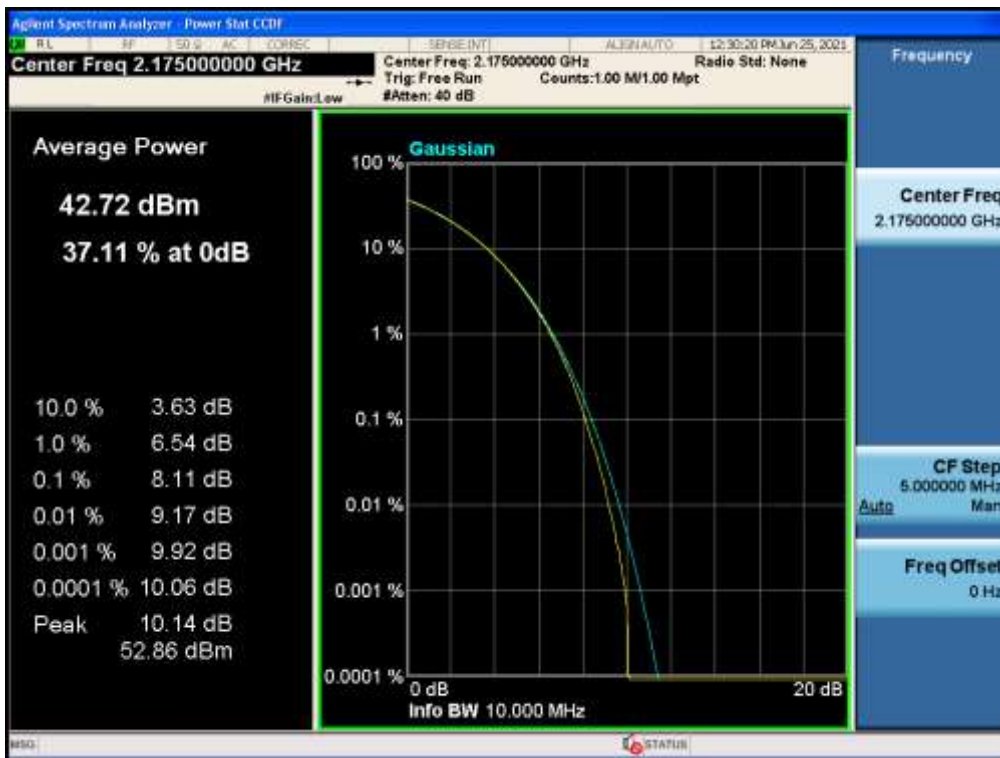 Agilent Spectrum Analyzer - Power Stat CCDF
RL RF 50 Ω AC CORREC SENSE:INT ALIGN AUTO 12:30:20 PM Jun 25, 2021
Center Freq 2.175000000 GHz
Center Freq: 2.175000000 GHz Radio Std: None
Trig: Free Run Counts:1.00 M/1.00 Mpt
#IFGain:Low #Atten: 40 dB
Frequency
Average Power
42.72 dBm
37.11 % at 0dB
10.0 % 3.63 dB
1.0 % 6.54 dB
0.1 % 8.11 dB
0.01 % 9.17 dB
0.001 % 9.92 dB
0.0001 % 10.06 dB
Peak 10.14 dB
52.86 dBm
Gaussian
100 %
10 %
1 %
0.1 %
0.01 %
0.001 %
0.0001 %
0 dB 20 dB
Info BW 10.000 MHz
Center Freq
2.175000000 GHz
CF Step
5.000000 MHz
Auto Man
Freq Offset
0 Hz
MSG STATUS